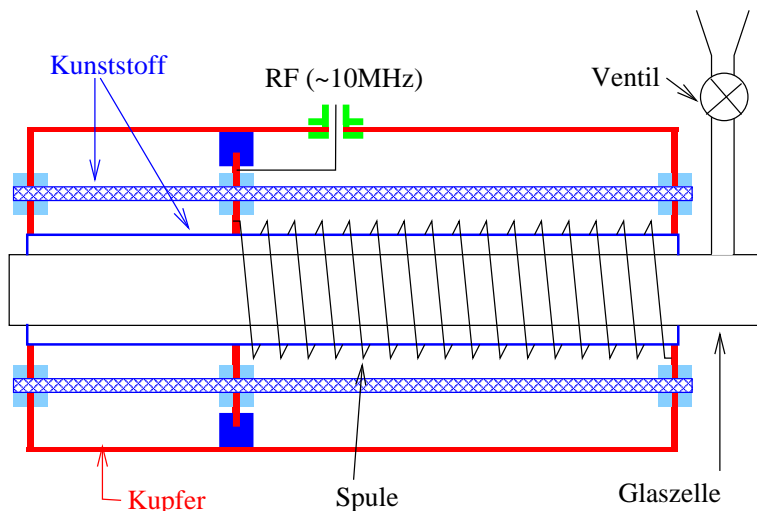 Kunststoff
RF (~10MHz)
Ventil
Kupfer
Spule
Glaszelle